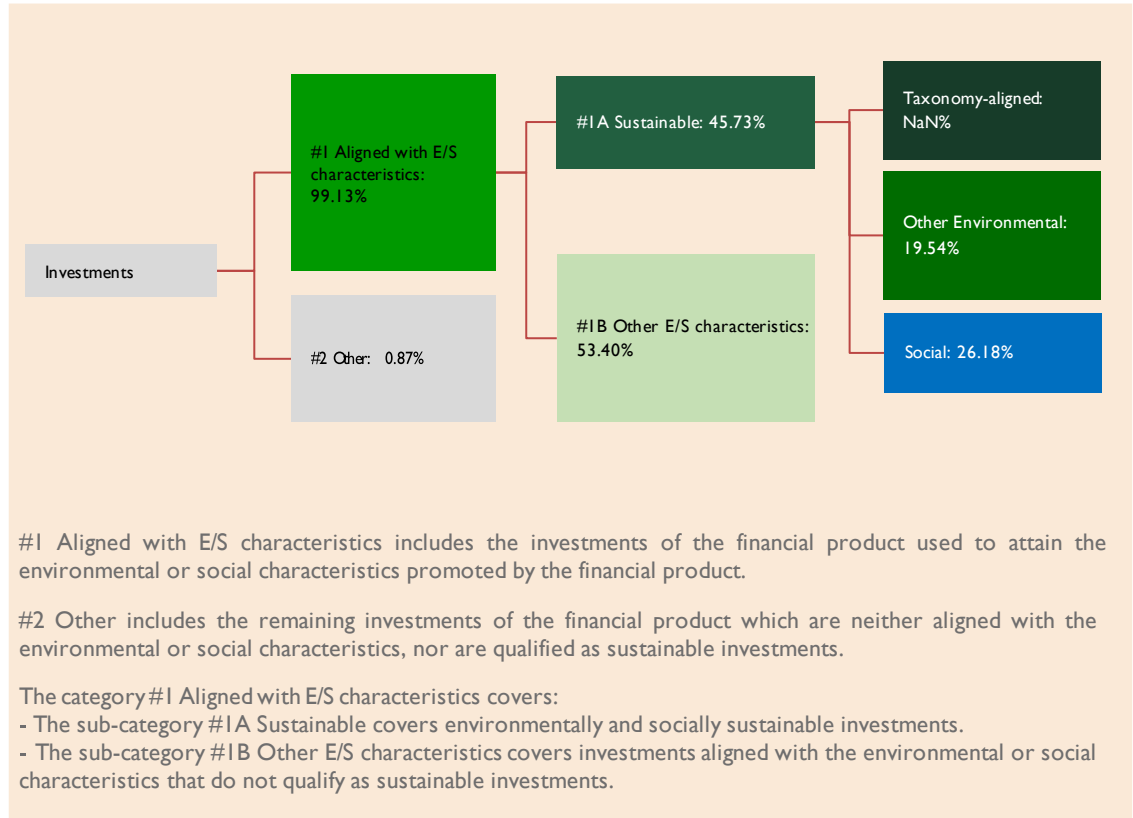 Investments
#1 Aligned with E/S
characteristics:
99.13%
#2 Other: 0.87%
#1A Sustainable: 45.73%
#1B Other E/S characteristics:
53.40%
Taxonomy-aligned:
NaN%
Other Environmental:
19.54%
Social: 26.18%
#1 Aligned with E/S characteristics includes the investments of the financial product used to attain the
environmental or social characteristics promoted by the financial product.
#2 Other includes the remaining investments of the financial product which are neither aligned with the
environmental or social characteristics, nor are qualified as sustainable investments.
The category #1 Aligned with E/S characteristics covers:
- The sub-category #1A Sustainable covers environmentally and socially sustainable investments.
- The sub-category #1B Other E/S characteristics covers investments aligned with the environmental or social
characteristics that do not qualify as sustainable investments.